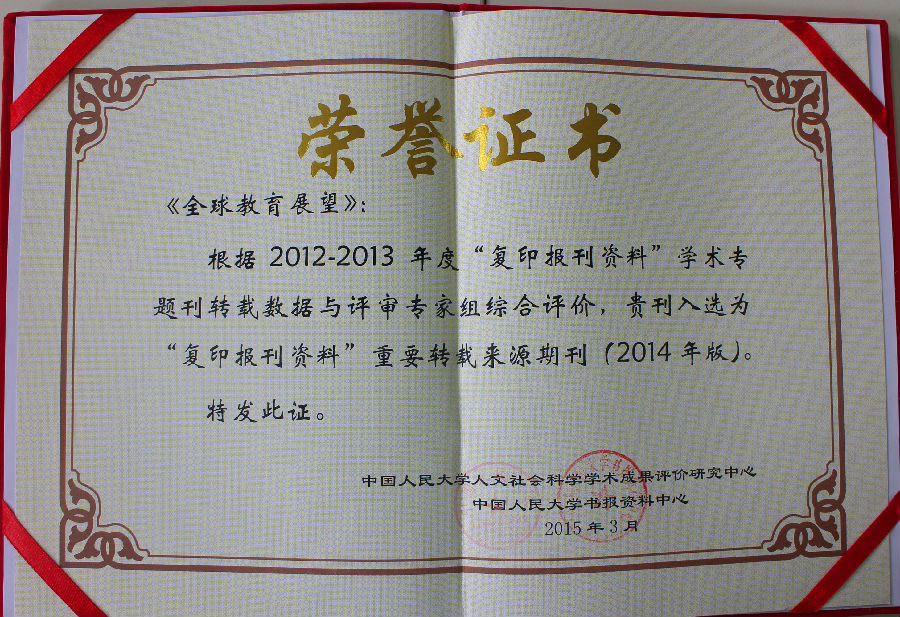 荣誉证书
《全球教育展望》：
根据 2012-2013 年度“复印报刊资料”学术专
题刊转载数据与评审专家组综合评价，贵刊入选为
“复印报刊资料”重要转载来源期刊（2014 年版）。
特发此证。
中国人民大学人文社会科学学术成果评价研究中心
中国人民大学书报资料中心
2015 年 3 月